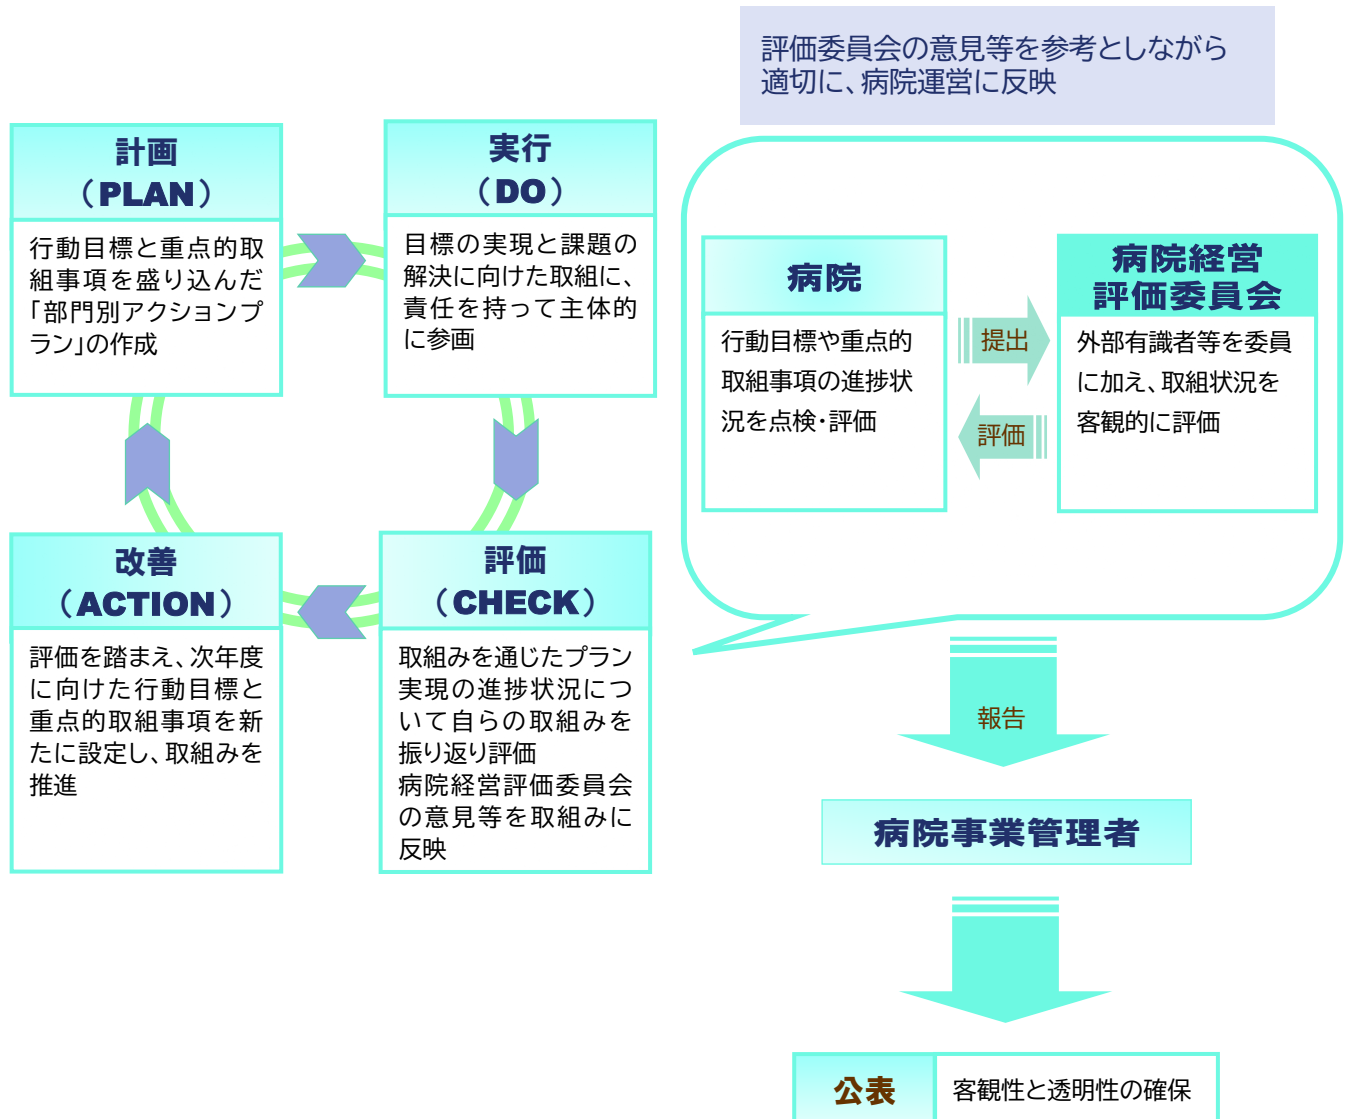 評価委員会の意見等を参考としながら
適切に、病院運営に反映
計画
（PLAN）
行動目標と重点的取
組事項を盛り込んだ
「部門別アクションプ
ラン」の作成
実行
（DO）
目標の実現と課題の
解決に向けた取組に、
責任を持って主体的
に参画
改善
（ACTION）
評価を踏まえ、次年度
に向けた行動目標と
重点的取組事項を新
たに設定し、取組みを
推進
評価
（CHECK）
取組みを通じたプラン
実現の進捗状況につ
いて自らの取組みを
振り返り評価
病院経営評価委員会
の意見等を取組みに
反映
病院
行動目標や重点的
取組事項の進捗状
況を点検・評価
提出
評価
病院経営
評価委員会
外部有識者等を委員
に加え、取組状況を
客観的に評価
報告
病院事業管理者
公表
客観性と透明性の確保